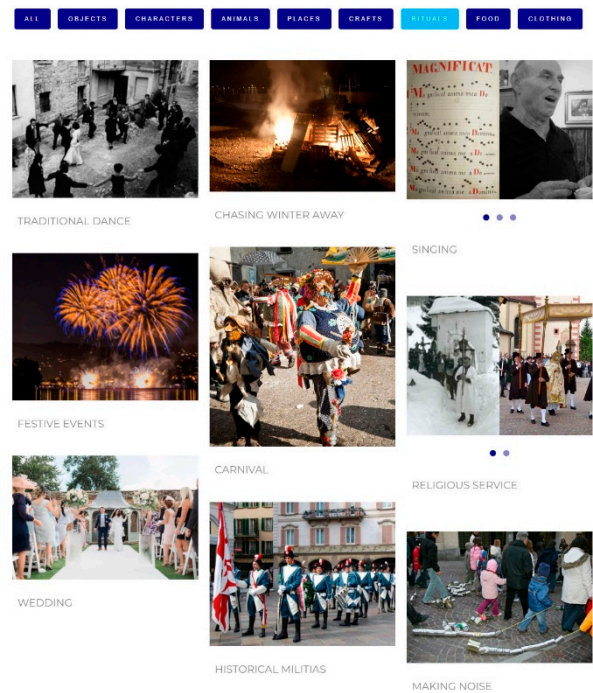 ALL
OBJECTS
CHARACTERS
ANIMALS
PLACES
CRAFTS
RITUALS
FOOD
CLOTHING
TRADITIONAL DANCE
CHASING WINTER AWAY
MAGNIFICAT
SINGING
FESTIVE EVENTS
CARNIVAL
RELIGIOUS SERVICE
WEDDING
HISTORICAL MILITIAS
MAKING NOISE